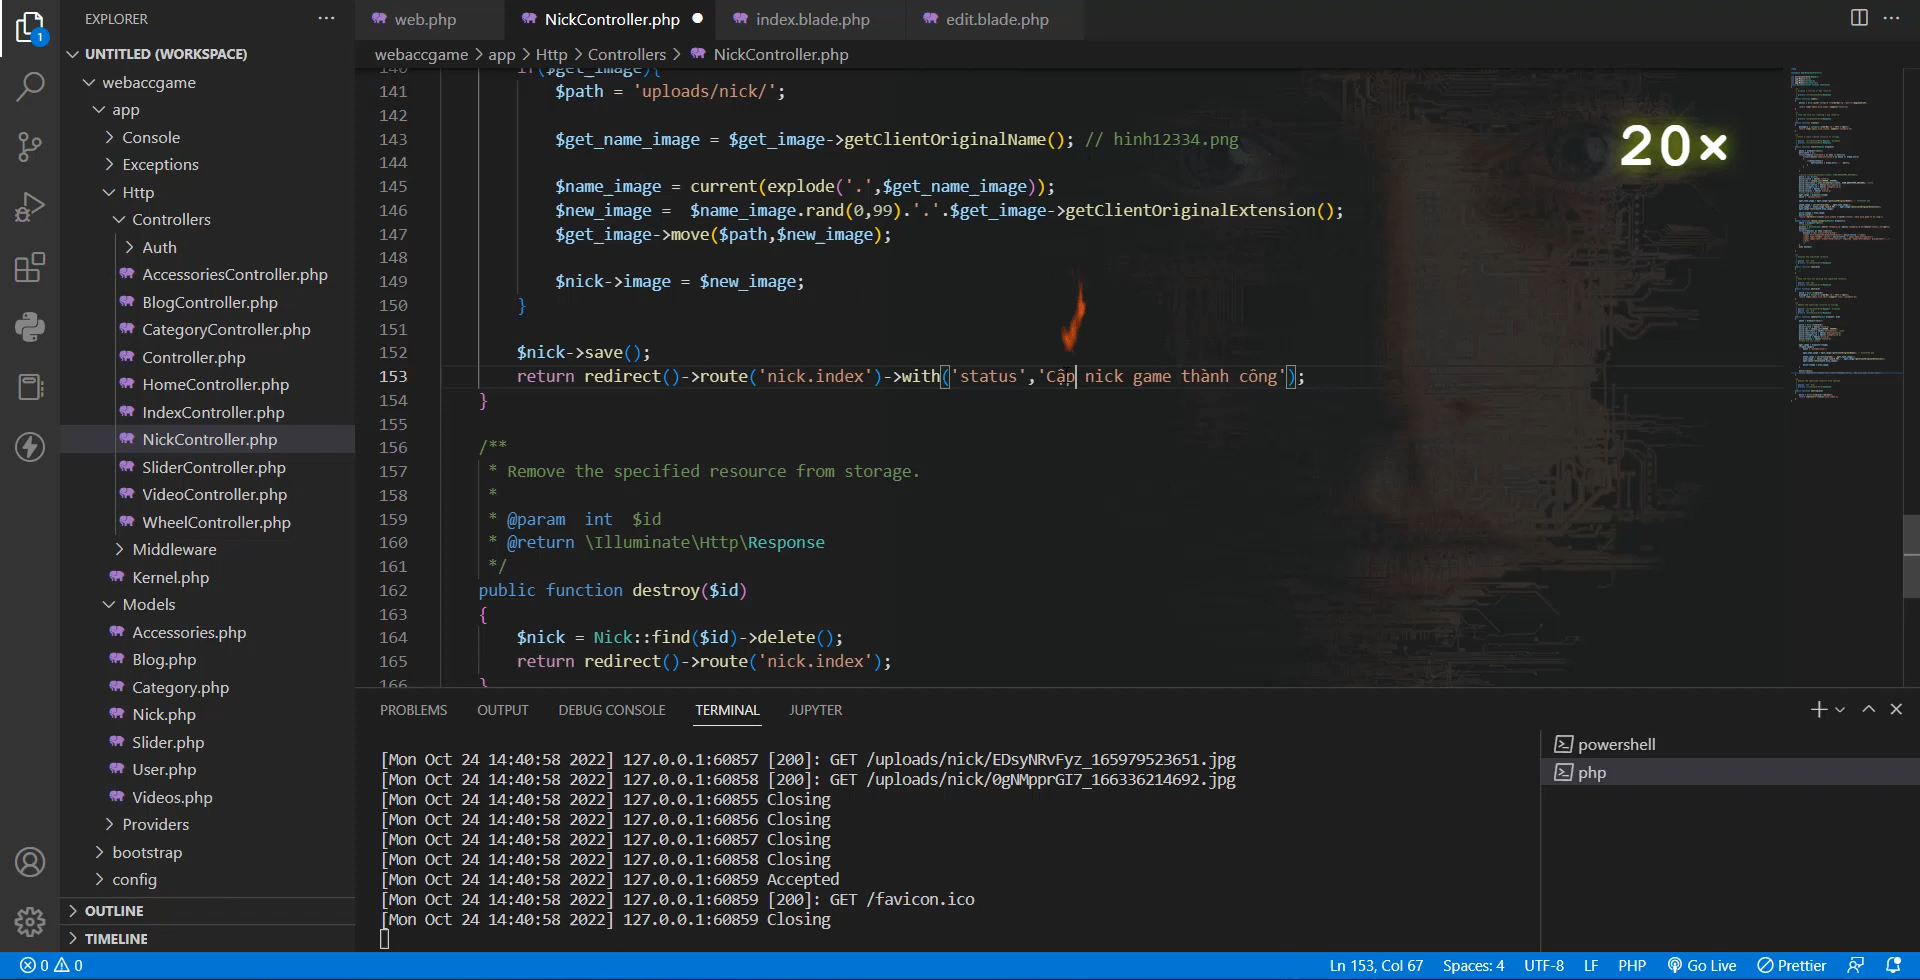 EXPLORER
web.php
NickController.php
index.blade.php
edit.blade.php
1
UNTITLED (WORKSPACE)
webaccgame
app
Console
Exceptions
Http
Controllers
Auth
AccessoriesController.php
BlogController.php
CategoryController.php
Controller.php
HomeController.php
IndexController.php
NickController.php
SliderController.php
VideoController.php
WheelController.php
Middleware
Kernel.php
Models
Accessories.php
Blog.php
Category.php
Nick.php
Slider.php
User.php
Videos.php
Providers
bootstrap
config
OUTLINE
TIMELINE
webaccgame > app > Http > Controllers > NickController.php
140 if($get_image){
141 $path = 'uploads/nick/';
142
143 $get_name_image = $get_image->getClientOriginalName(); // hinh12334.png
144
145 $name_image = current(explode('.',$get_name_image));
146 $new_image =  $name_image.rand(0,99).'.'.$get_image->getClientOriginalExtension();
147 $get_image->move($path,$new_image);
148
149 $nick->image = $new_image;
150 }
151
152 $nick->save();
153 return redirect()->route('nick.index')->with('status','Cập nick game thành công');
154 }
155
156 /**
157 * Remove the specified resource from storage.
158 *
159 * @param  int  $id
160 * @return \Illuminate\Http\Response
161 */
162 public function destroy($id)
163 {
164 $nick = Nick::find($id)->delete();
165 return redirect()->route('nick.index');
166 }
20×
PROBLEMS OUTPUT DEBUG CONSOLE TERMINAL JUPYTER
[Mon Oct 24 14:40:58 2022] 127.0.0.1:60857 [200]: GET /uploads/nick/EDsyNRvFyz_165979523651.jpg
[Mon Oct 24 14:40:58 2022] 127.0.0.1:60858 [200]: GET /uploads/nick/0gNMpprGI7_166336214692.jpg
[Mon Oct 24 14:40:58 2022] 127.0.0.1:60855 Closing
[Mon Oct 24 14:40:58 2022] 127.0.0.1:60856 Closing
[Mon Oct 24 14:40:58 2022] 127.0.0.1:60857 Closing
[Mon Oct 24 14:40:58 2022] 127.0.0.1:60858 Closing
[Mon Oct 24 14:40:58 2022] 127.0.0.1:60859 Accepted
[Mon Oct 24 14:40:58 2022] 127.0.0.1:60859 [200]: GET /favicon.ico
[Mon Oct 24 14:40:58 2022] 127.0.0.1:60859 Closing
powershell
php
0 0
Ln 153, Col 67 Spaces: 4 UTF-8 LF PHP Go Live Prettier